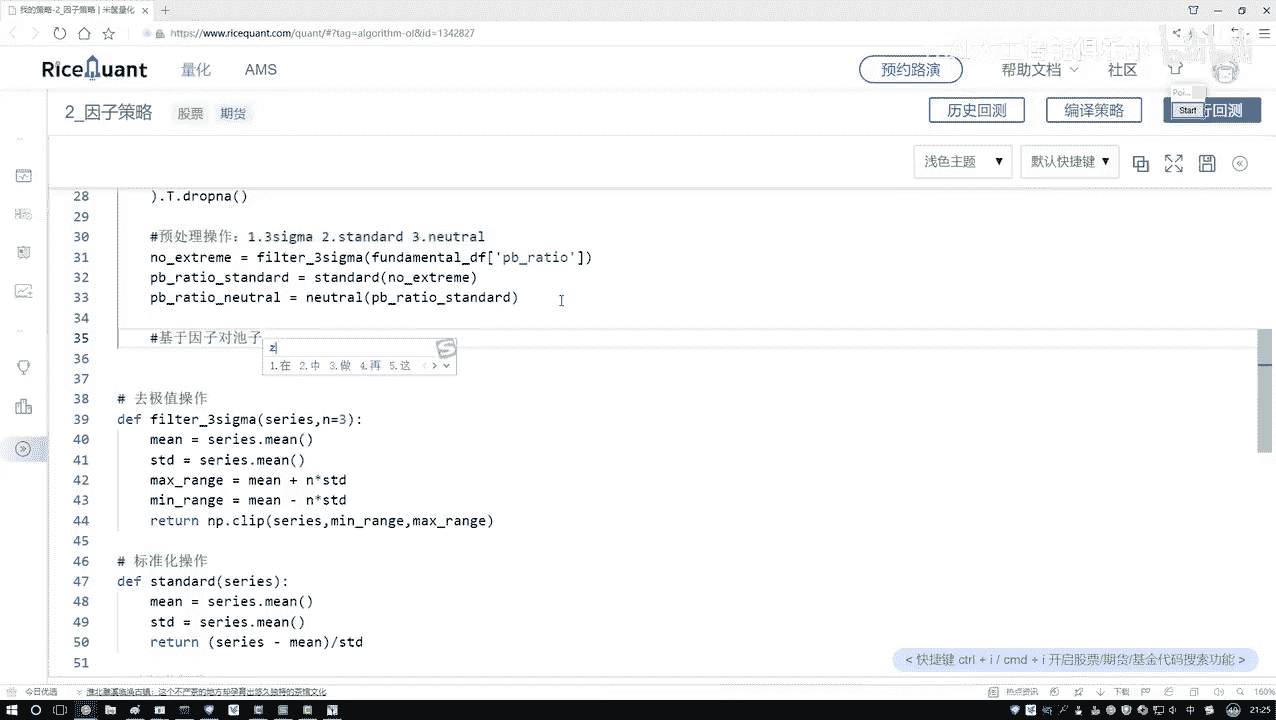 我的策略-2_因子策略 | 米筐量化
https://www.ricequant.com/quant/#?tag=algorithm-ol&id=1342827
RiceQuant 量化 AMS 预约路演 帮助文档 社区
Poi...
2_因子策略 股票 期货 历史回测 编译策略 Start 行回测
浅色主题 ▼ 默认快捷键 ▼
28 ).T.dropna()
29
30 #预处理操作：1.3sigma 2.standard 3.neutral
31 no_extreme = filter_3sigma(fundamental_df['pb_ratio'])
32 pb_ratio_standard = standard(no_extreme)
33 pb_ratio_neutral = neutral(pb_ratio_standard)
34
35 #基于因子对池子
z
36
1.在 2.中 3.做 4.再 5.这
37
38 # 去极值操作
39 def filter_3sigma(series,n=3):
40 mean = series.mean()
41 std = series.mean()
42 max_range = mean + n*std
43 min_range = mean - n*std
44 return np.clip(series,min_range,max_range)
45
46 # 标准化操作
47 def standard(series):
48 mean = series.mean()
49 std = series.mean()
50 return (series - mean)/std
51
< 快捷键 ctrl + i / cmd + i 开启股票/期货/基金代码搜索功能 >
今日优选 热点资讯 下载 160%
中 21:25